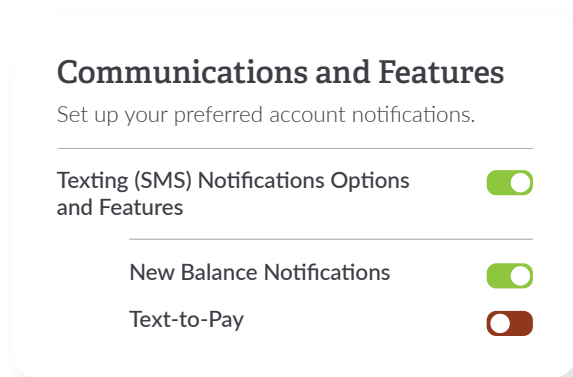 Communications and Features
Set up your preferred account notifications.
Texting (SMS) Notifications Options
and Features
New Balance Notifications
Text-to-Pay